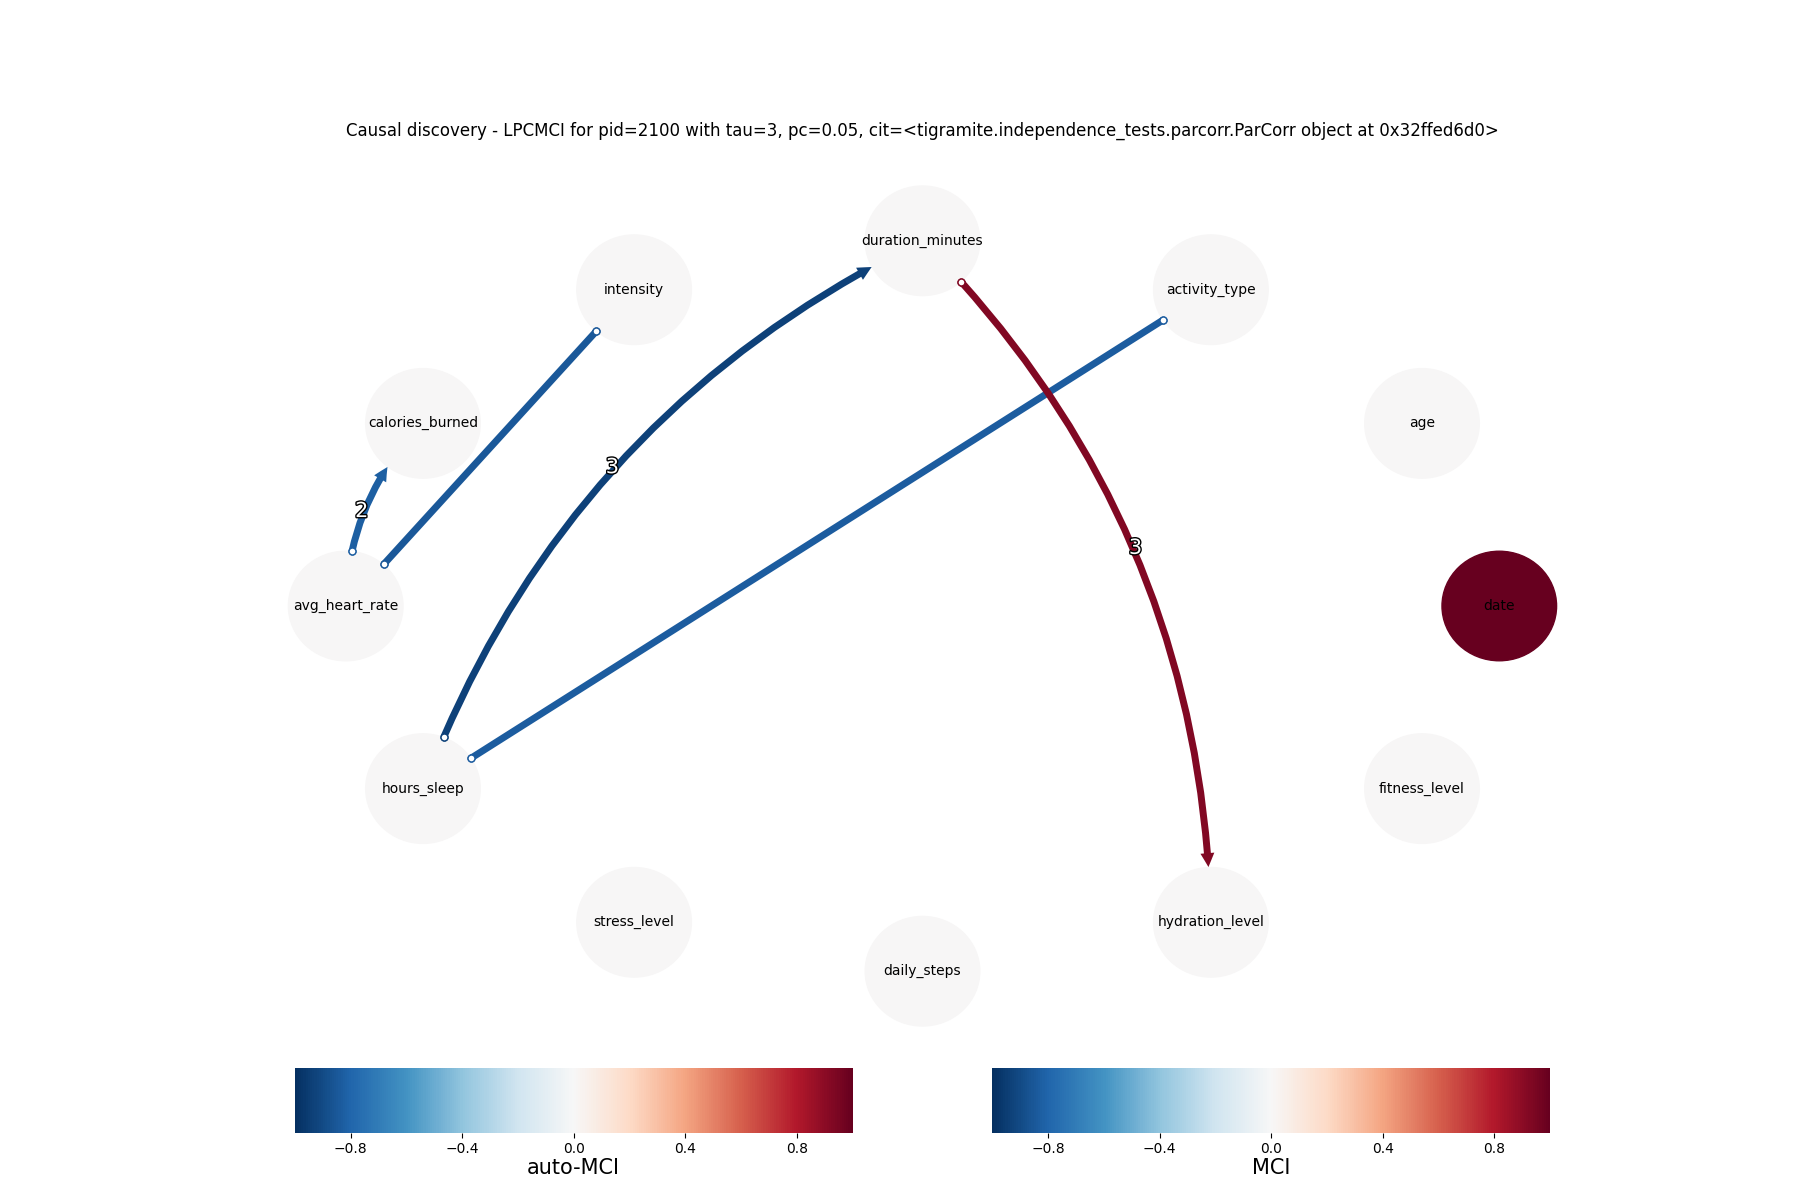 Causal discovery - LPCMCI for pid=2100 with tau=3, pc=0.05, cit=<tigramite.independence_tests.parcorr.ParCorr object at 0x32ffed6d0>
duration_minutes
intensity
activity_type
calories_burned
age
3
2
3
avg_heart_rate
date
hours_sleep
fitness_level
stress_level
hydration_level
daily_steps
−0.8 −0.4 0.0 0.4 0.8
auto-MCI
−0.8 −0.4 0.0 0.4 0.8
MCI